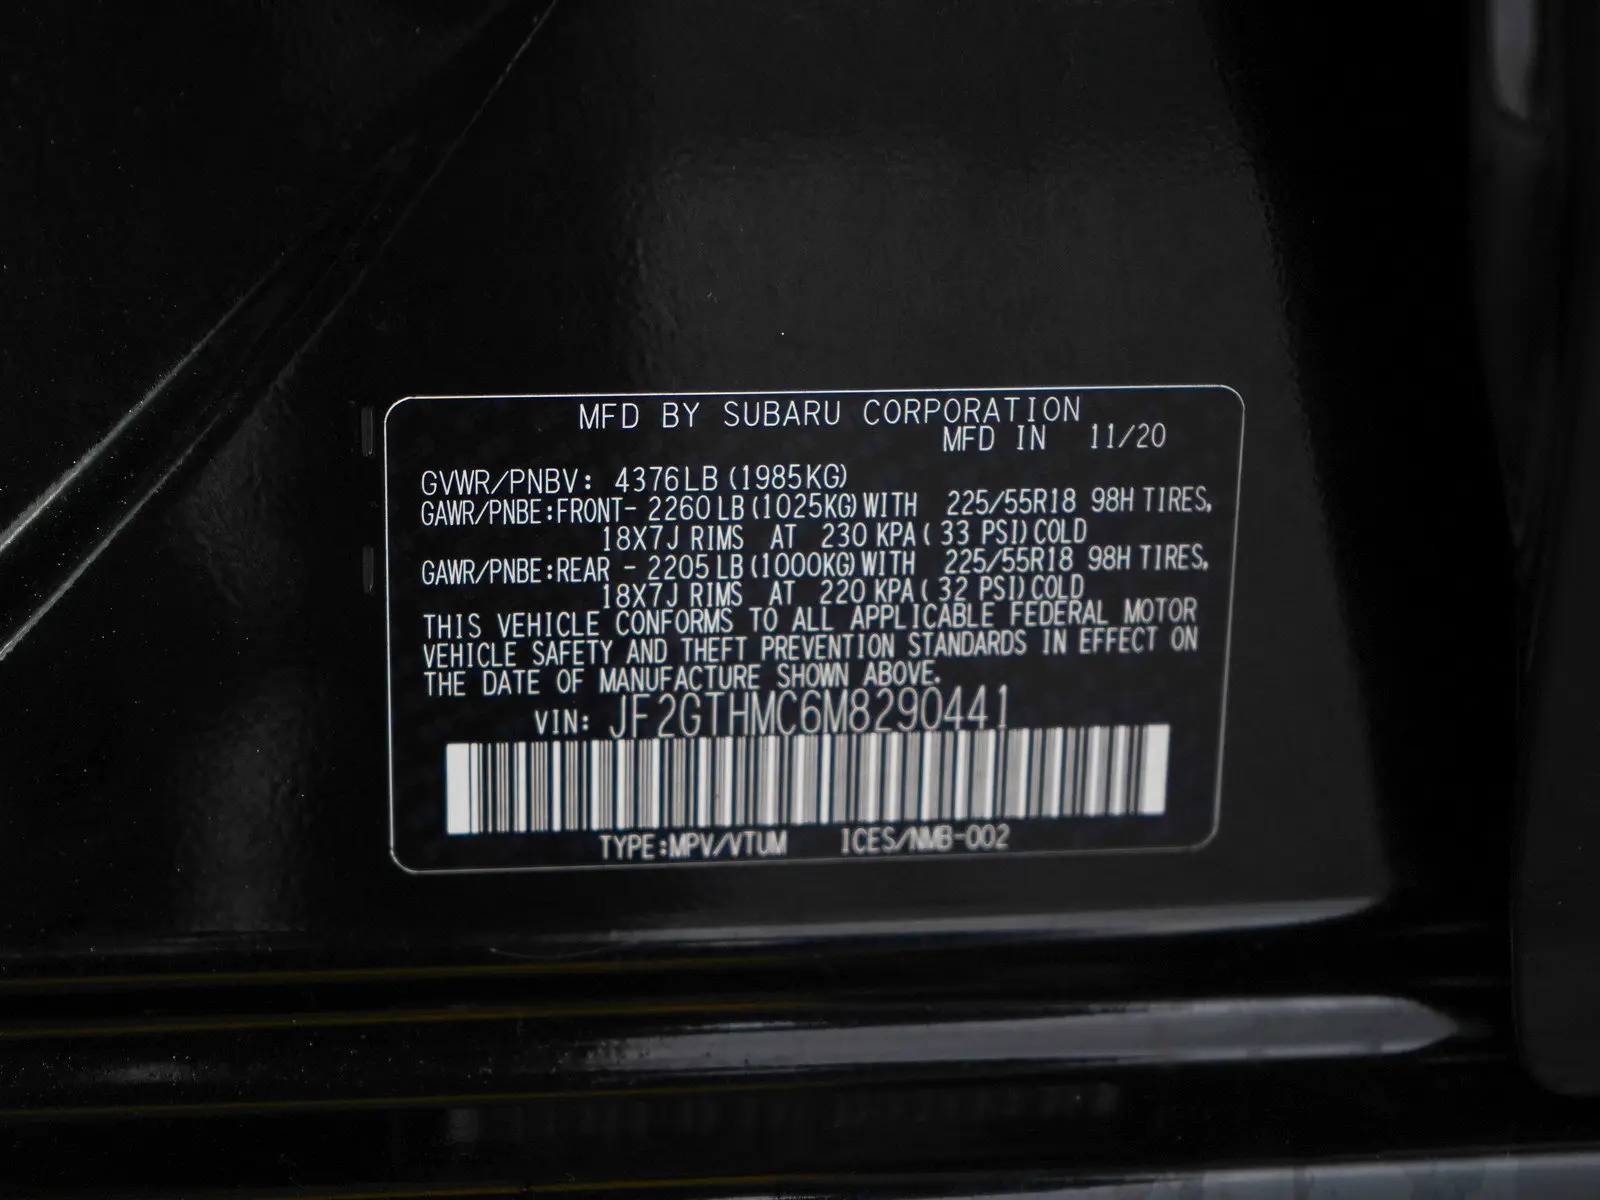 MFD BY SUBARU CORPORATION
MFD IN 11/20
GVWR/PNBV: 4376LB (1985KG)
GAWR/PNBE:FRONT- 2260 LB (1025KG) WITH 225/55R18 98H TIRES,
18X7J RIMS AT 230 KPA ( 33 PSI) COLD
GAWR/PNBE:REAR - 2205 LB (1000KG) WITH 225/55R18 98H TIRES,
18X7J RIMS AT 220 KPA ( 32 PSI) COLD
THIS VEHICLE CONFORMS TO ALL APPLICABLE FEDERAL MOTOR
VEHICLE SAFETY AND THEFT PREVENTION STANDARDS IN EFFECT ON
THE DATE OF MANUFACTURE SHOWN ABOVE.
VIN: JF2GTHMC6M8290441
TYPE:MPV/VTUM ICES/NMB-002